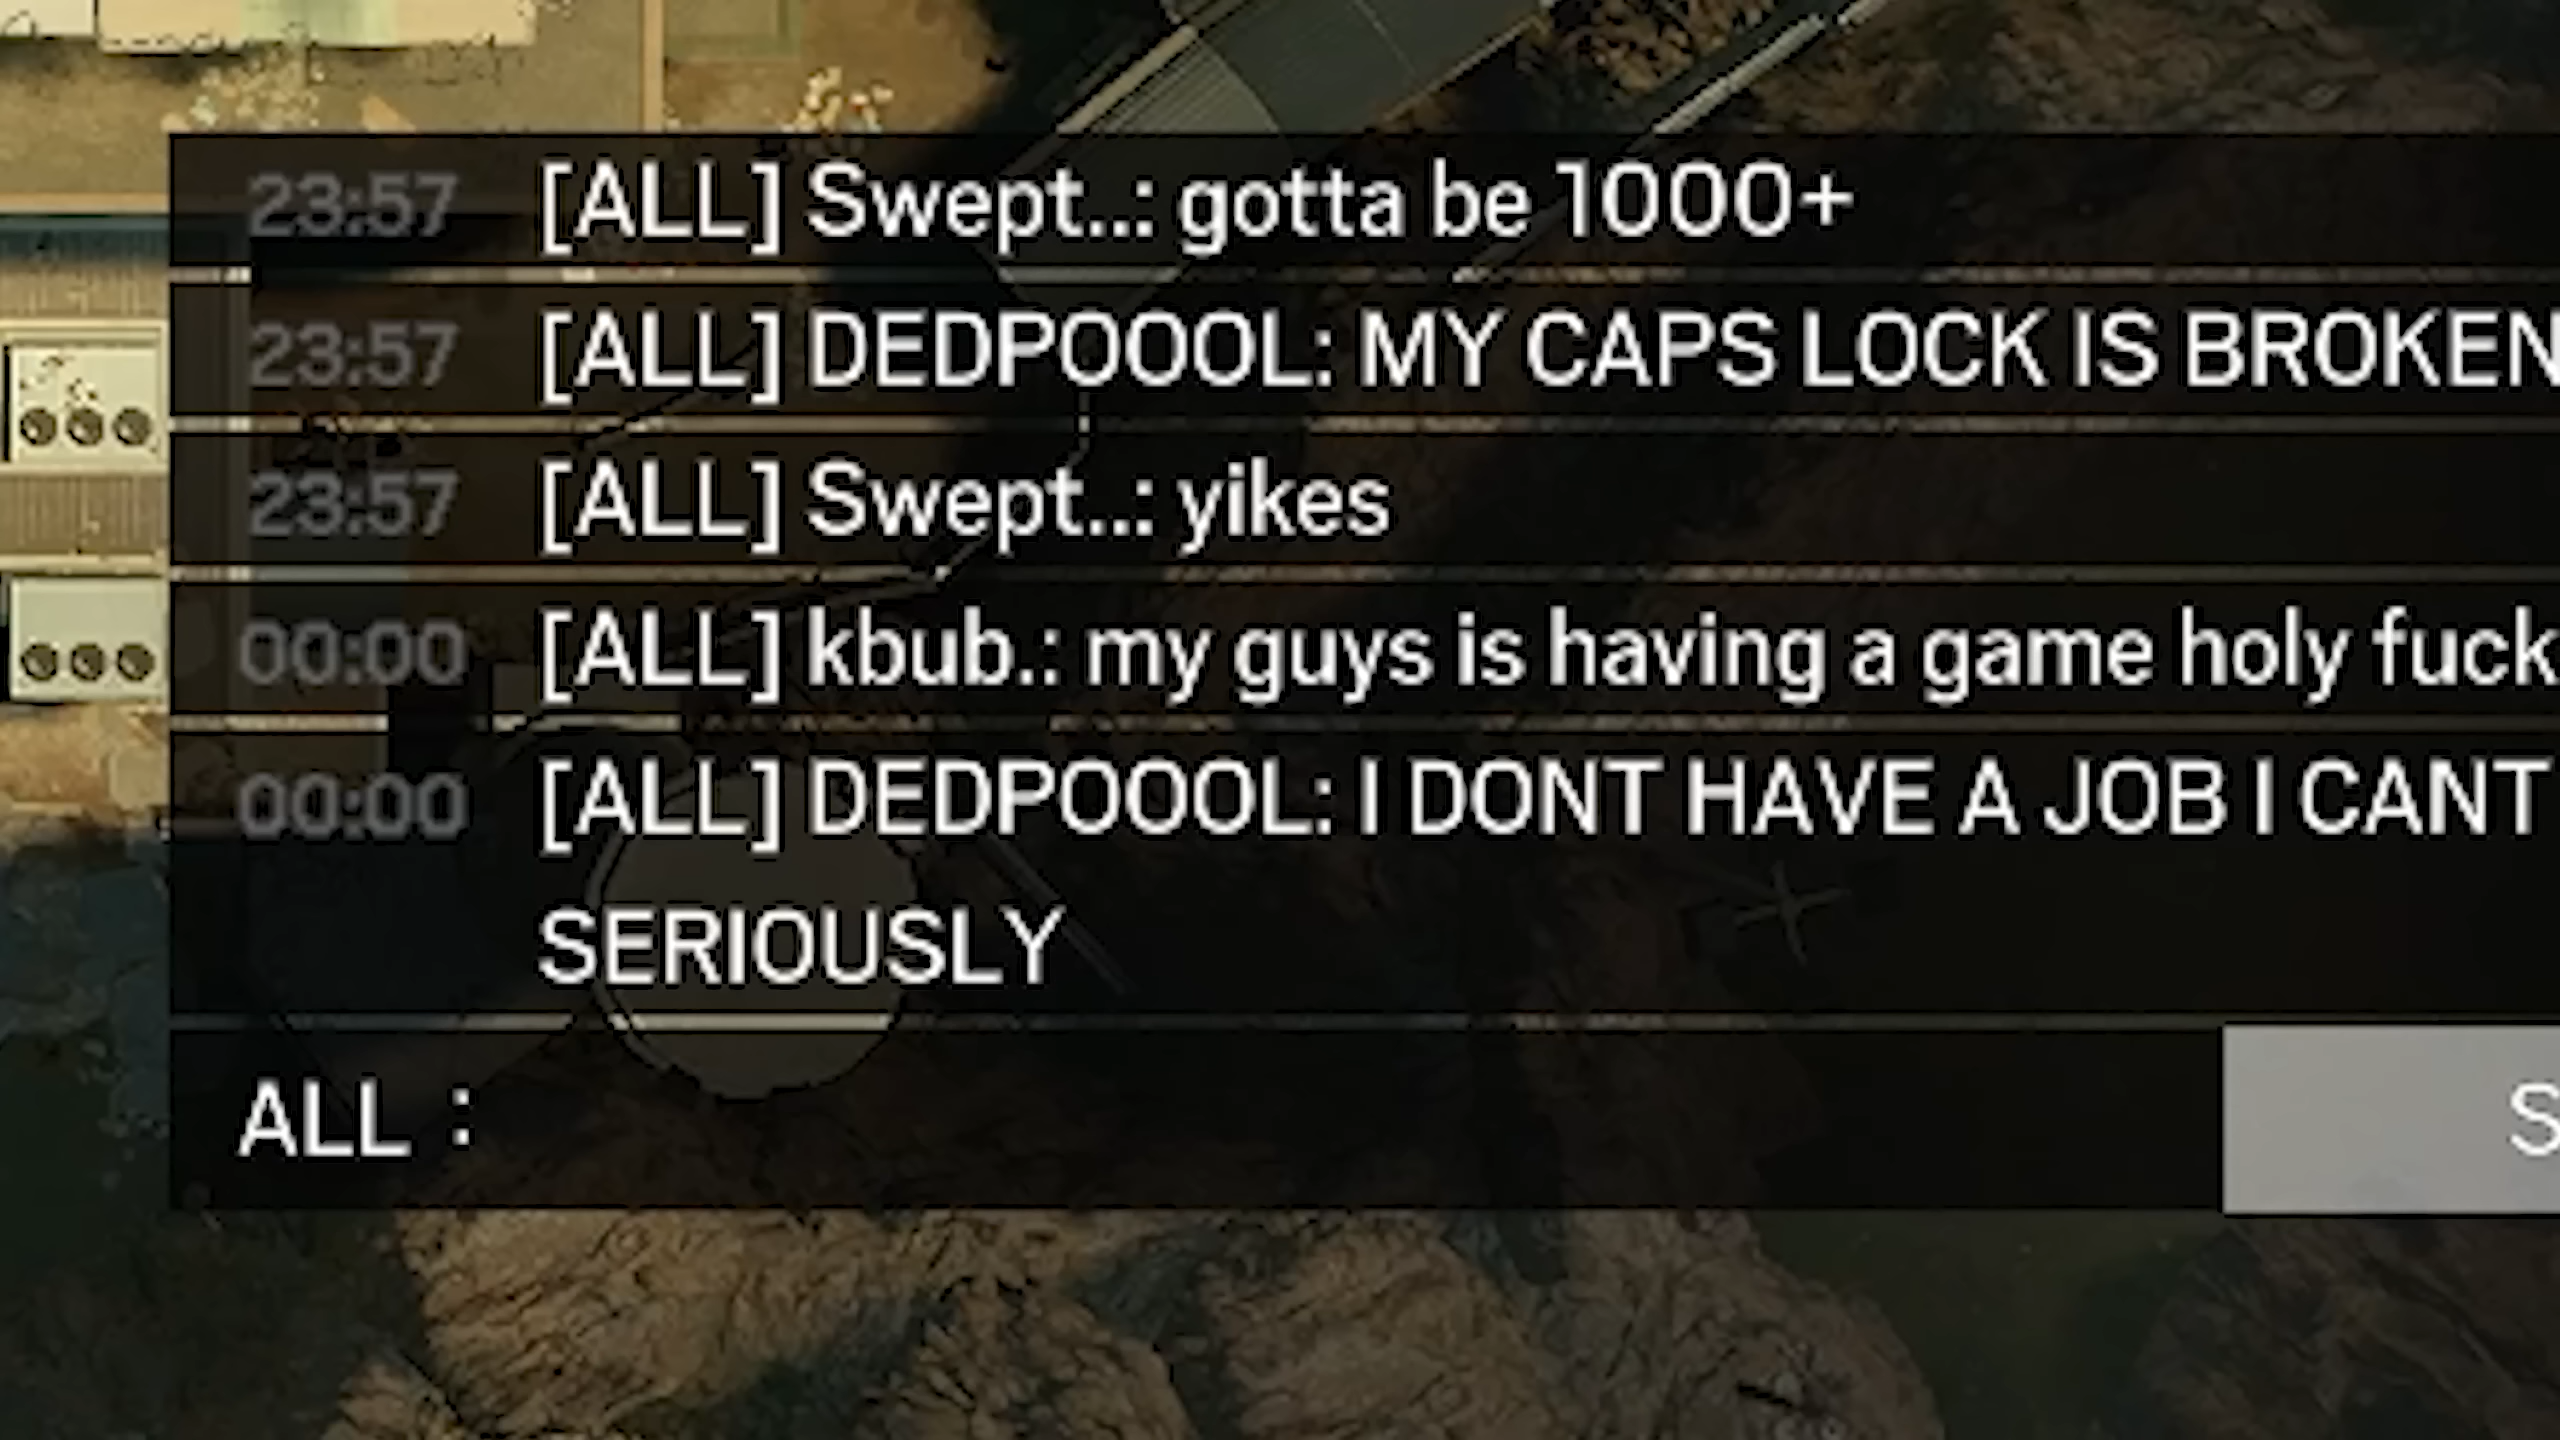 23:57 [ALL] Swept..: gotta be 1000+
23:57 [ALL] DEDPOOOL: MY CAPS LOCK IS BROKEN
23:57 [ALL] Swept..: yikes
00:00 [ALL] kbub.: my guys is having a game holy fuck
00:00 [ALL] DEDPOOOL: I DONT HAVE A JOB I CANT
SERIOUSLY
ALL :